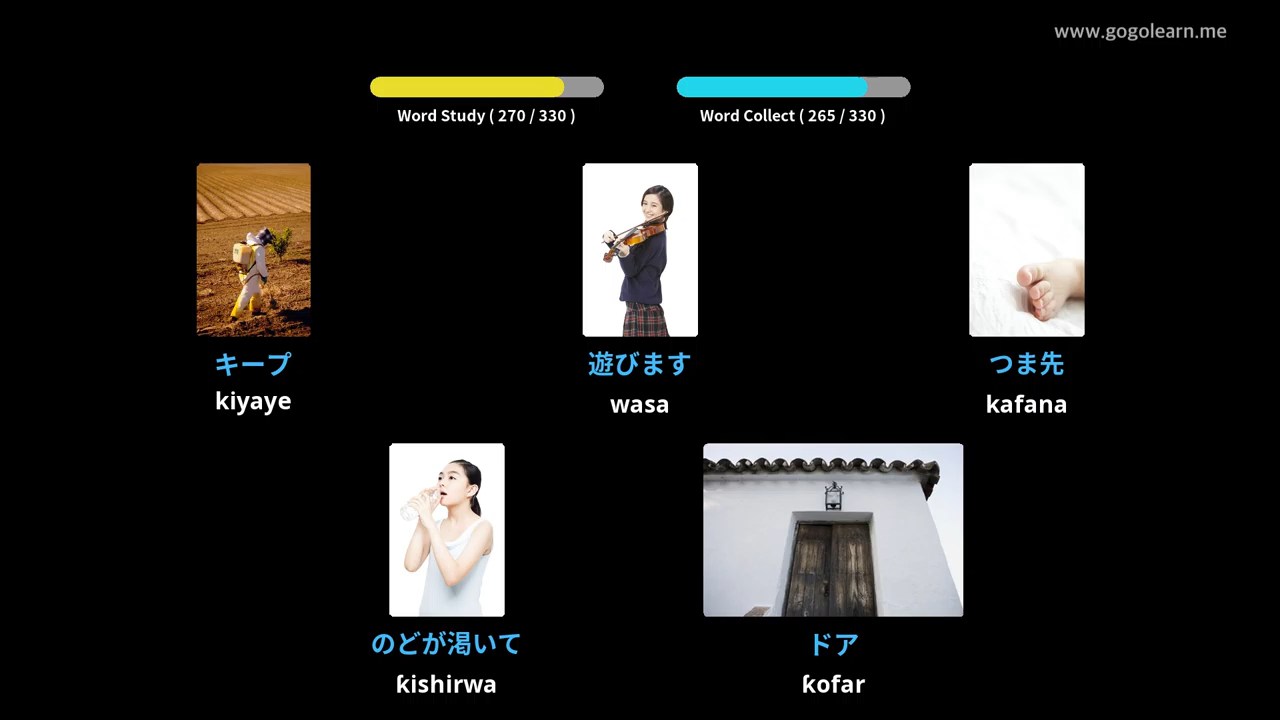 www.gogolearn.me
Word Study ( 270 / 330 )
Word Collect ( 265 / 330 )
キープ
kiyaye
遊びます
wasa
つま先
kafana
のどが渇いて
ƙishirwa
ドア
ƙofar